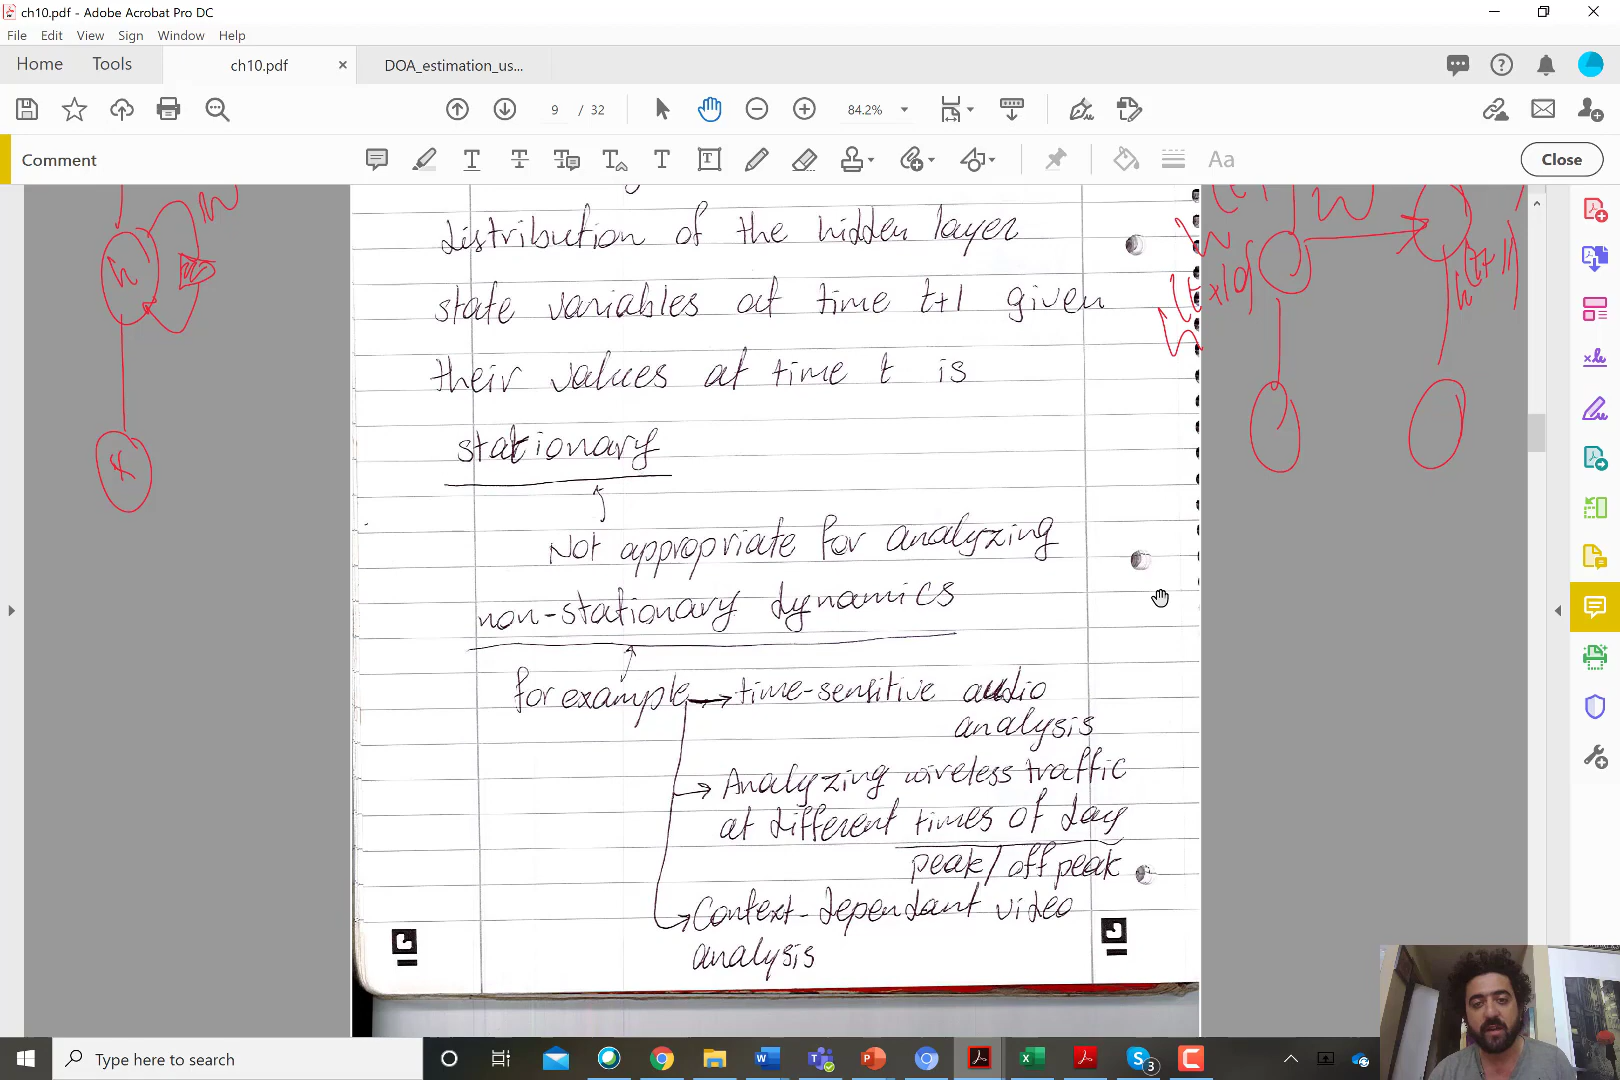 ch10.pdf - Adobe Acrobat Pro DC
File Edit View Sign Window Help
Home Tools ch10.pdf × DOA_estimation_us...
9 / 32 84.2%
Comment Aa Close
distribution of the hidden layer
state variables at time t+1 given
their values at time t is
stationary
Not appropriate for analyzing
non-stationary dynamics
for example → time-sensitive audio
analysis
→ Analyzing wireless traffic
at different times of day
peak/off peak
→ Context-dependant video
analysis
h
W
x
W
h(t+1)
Type here to search
3